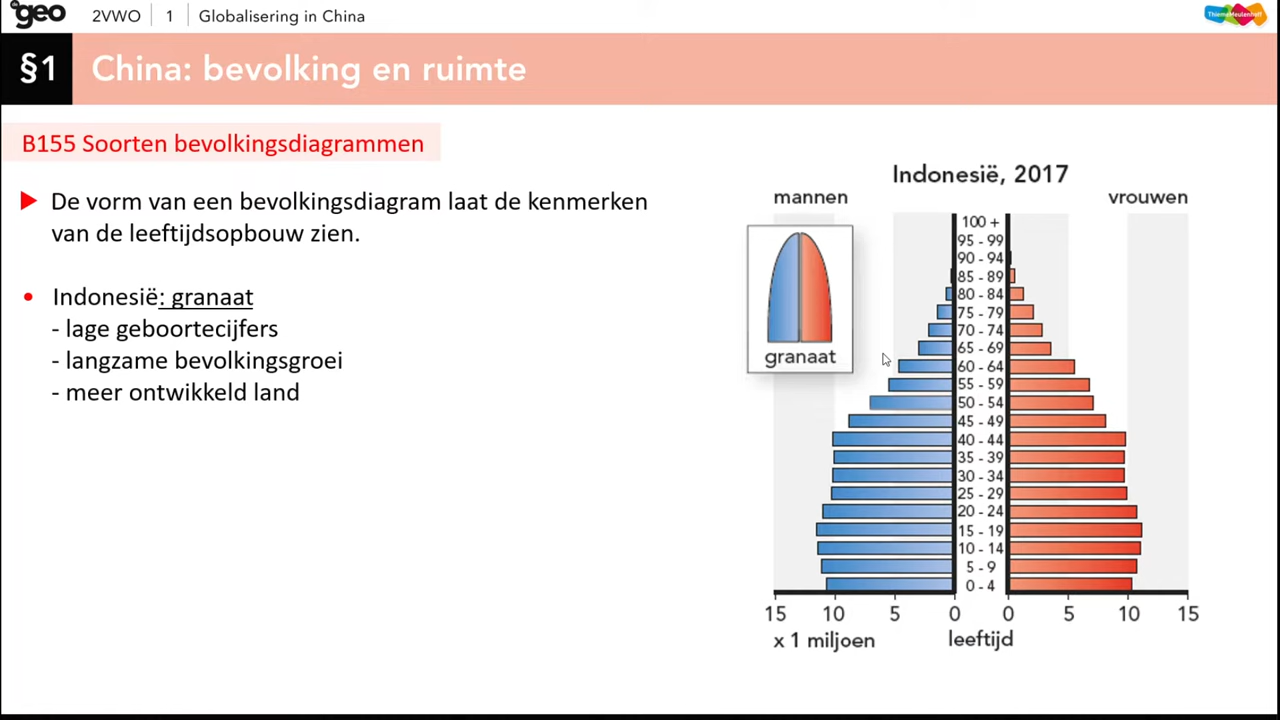 geo 2VWO 1 Globalisering in China
ThiemeMeulenhoff
§1 China: bevolking en ruimte
B155 Soorten bevolkingsdiagrammen
De vorm van een bevolkingsdiagram laat de kenmerken
van de leeftijdsopbouw zien.
• Indonesië: granaat
- lage geboortecijfers
- langzame bevolkingsgroei
- meer ontwikkeld land
Indonesië, 2017
mannen vrouwen
granaat
100 +
95 - 99
90 - 94
85 - 89
80 - 84
75 - 79
70 - 74
65 - 69
60 - 64
55 - 59
50 - 54
45 - 49
40 - 44
35 - 39
30 - 34
25 - 29
20 - 24
15 - 19
10 - 14
5 - 9
0 - 4
15 10 5 0 0 5 10 15
x 1 miljoen leeftijd